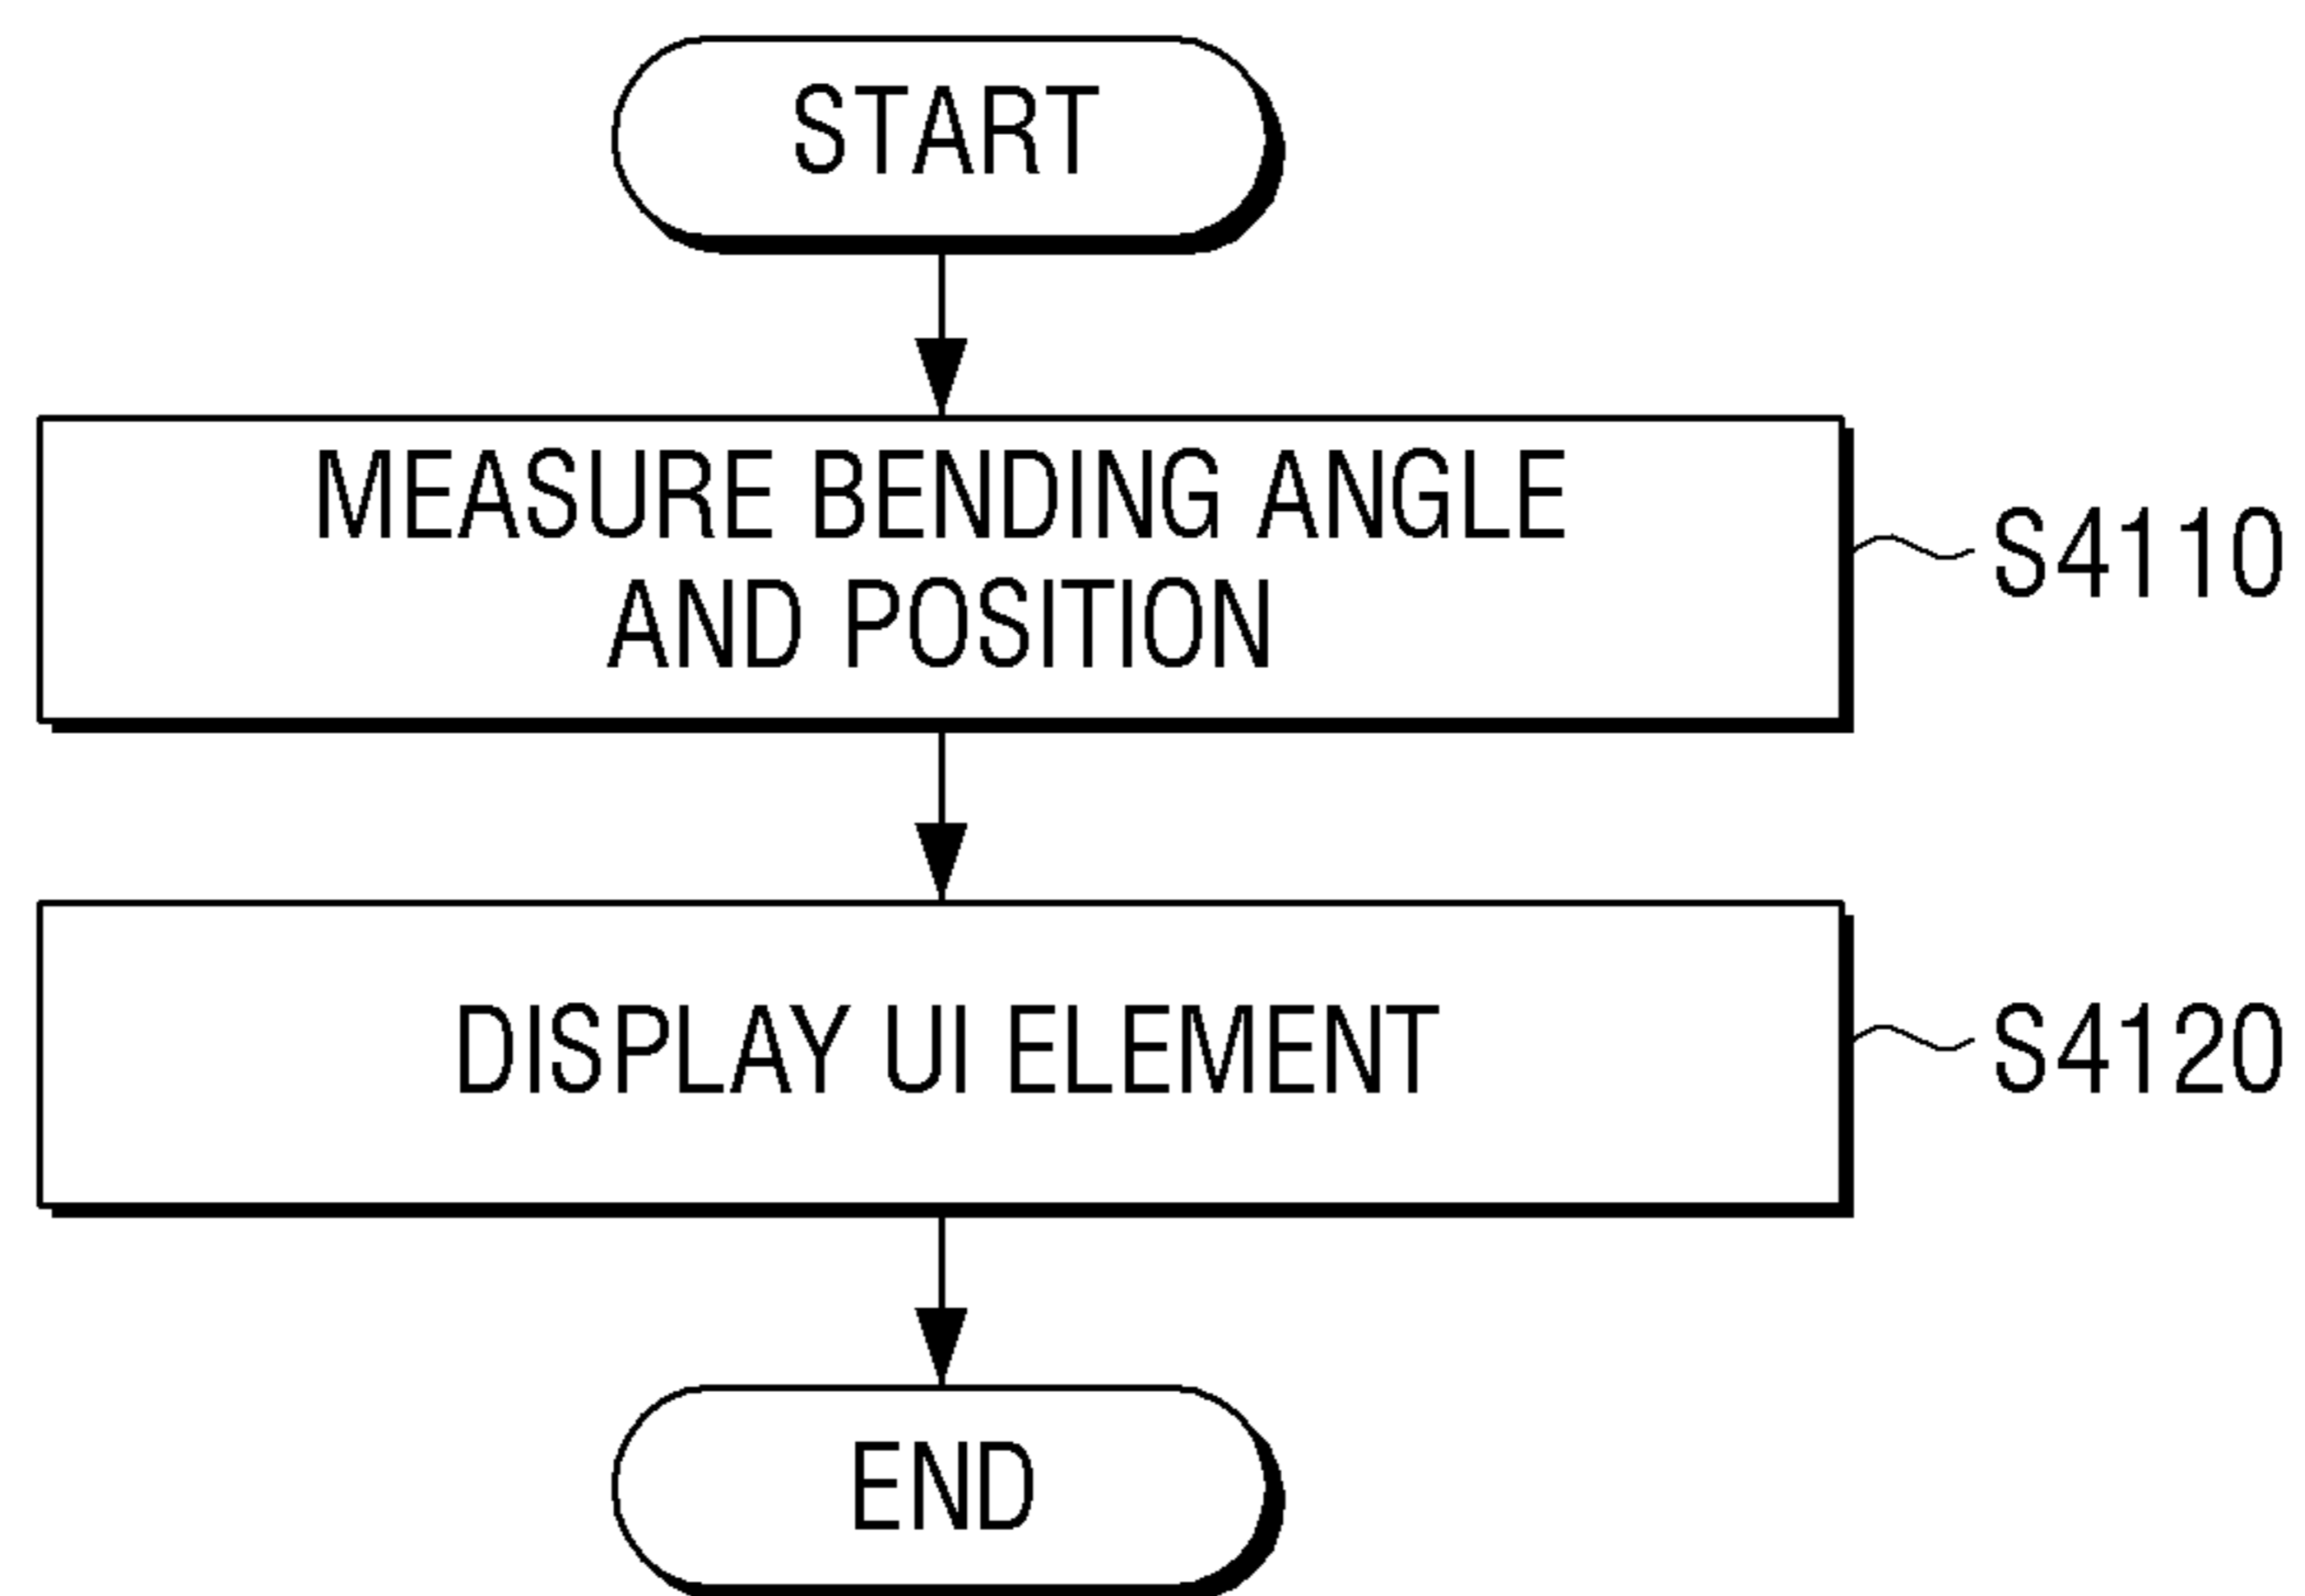 START
MEASURE BENDING ANGLE
AND POSITION
S4110
DISPLAY UI ELEMENT
S4120
END